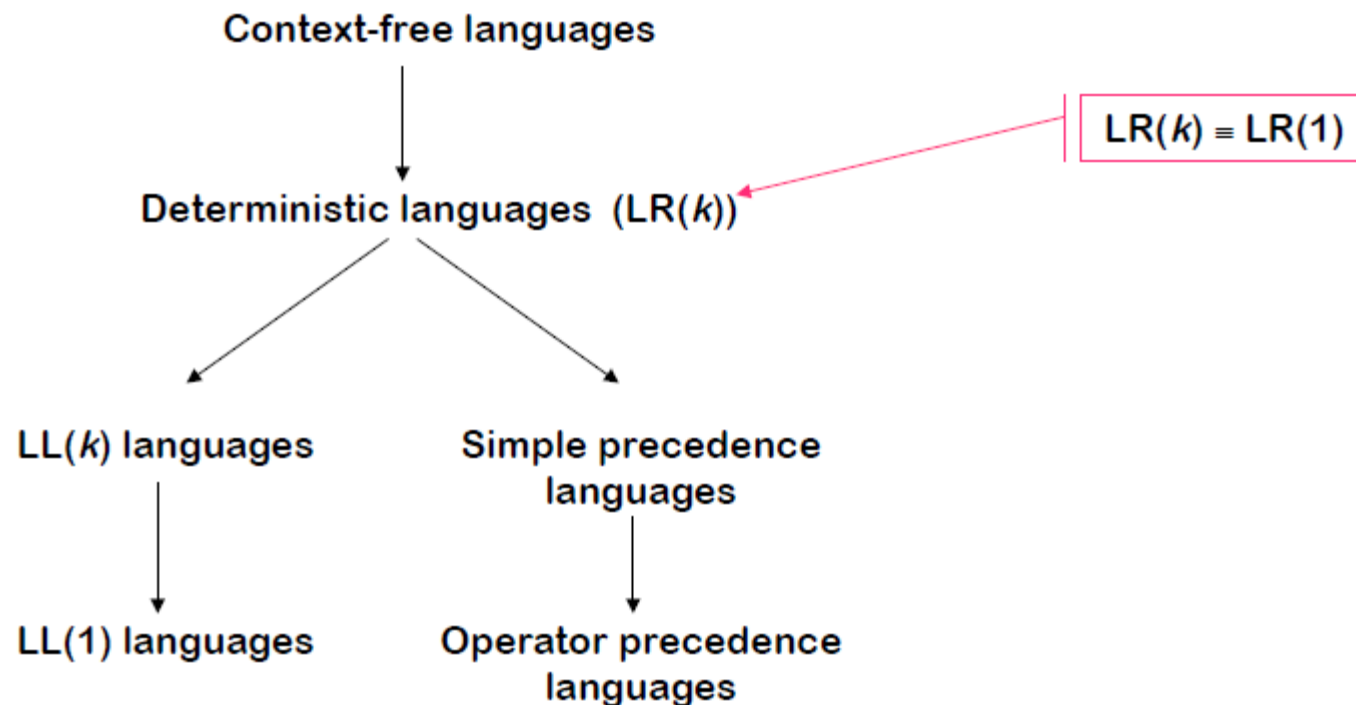 Context-free languages
LR(k) ≡ LR(1)
Deterministic languages (LR(k))
LL(k) languages
Simple precedence
languages
LL(1) languages
Operator precedence
languages